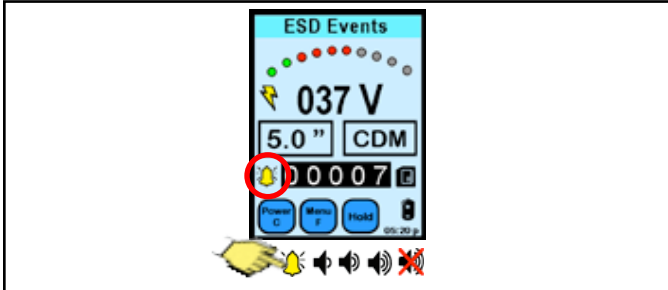 ESD Events
037 V
5.0 " CDM
00007
Power Menu Hold
C F
05:20 p